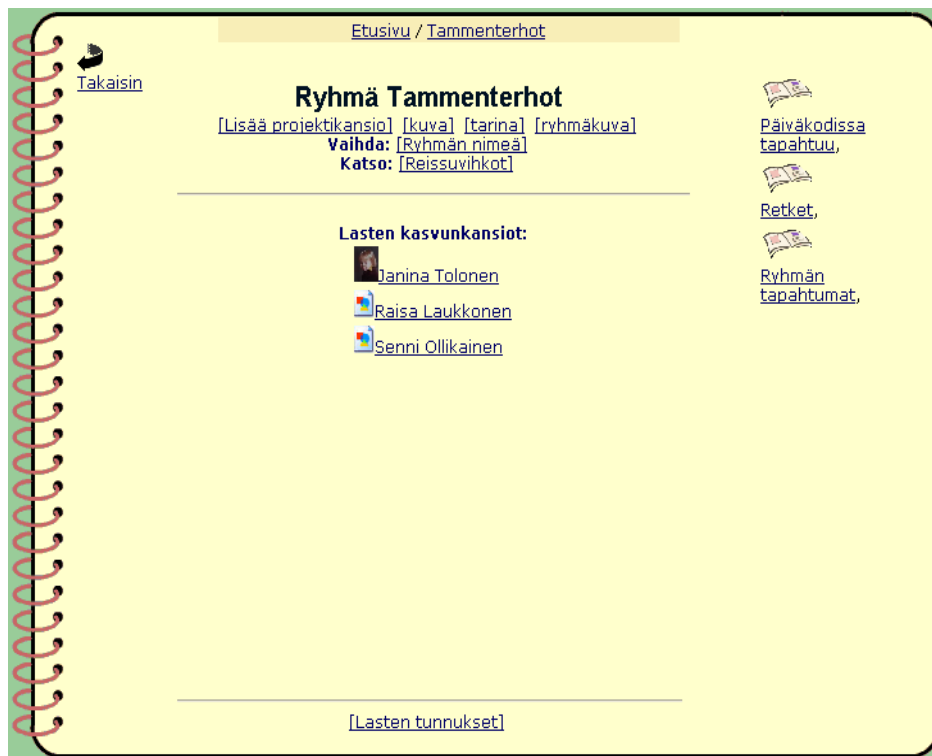 Etusivu / Tammenterhot
Takaisin
Ryhmä Tammenterhot
[Lisää projektikansio] [kuva] [tarina] [ryhmäkuva]
Vaihda: [Ryhmän nimeä]
Katso: [Reissuvihkot]
Lasten kasvunkansiot:
Janina Tolonen
Raisa Laukkonen
Senni Ollikainen
Päiväkodissa
tapahtuu,
Retket,
Ryhmän
tapahtumat,
[Lasten tunnukset]